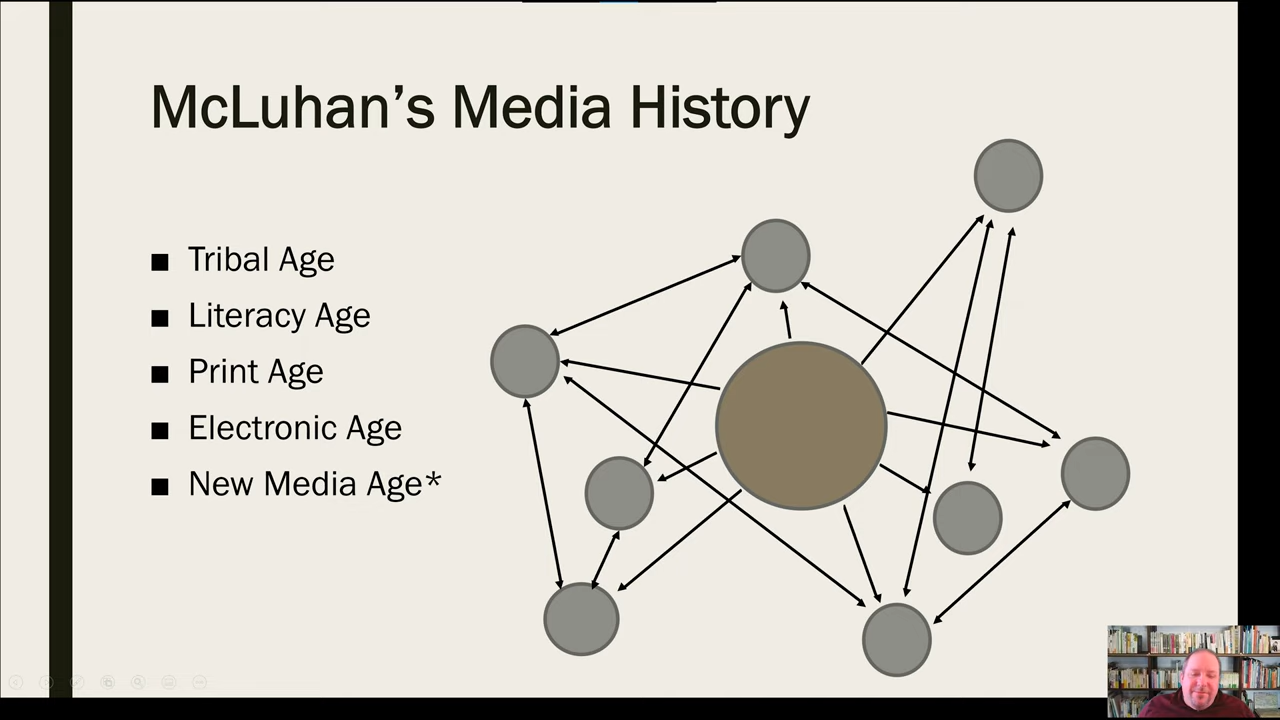 McLuhan’s Media History
■ Tribal Age
■ Literacy Age
■ Print Age
■ Electronic Age
■ New Media Age*